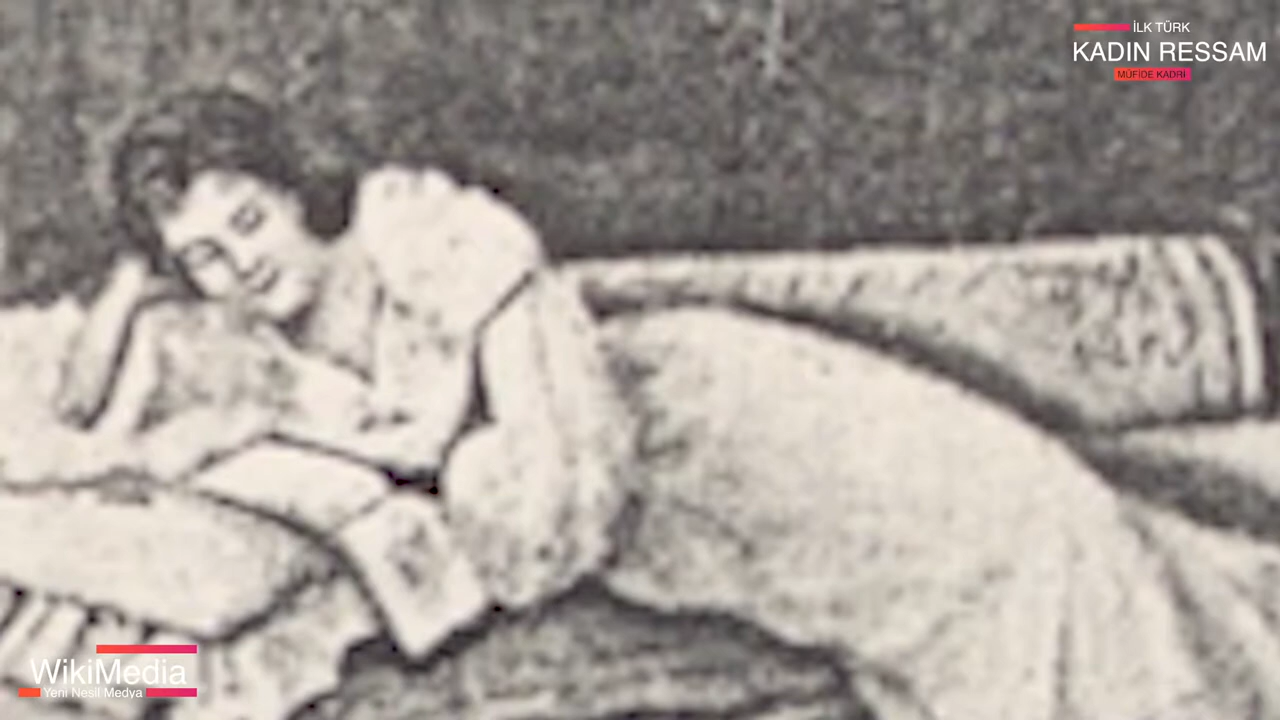 İLK TÜRK
KADIN RESSAM
MÜFİDE KADRİ
WikiMedia
Yeni Nesil Medya